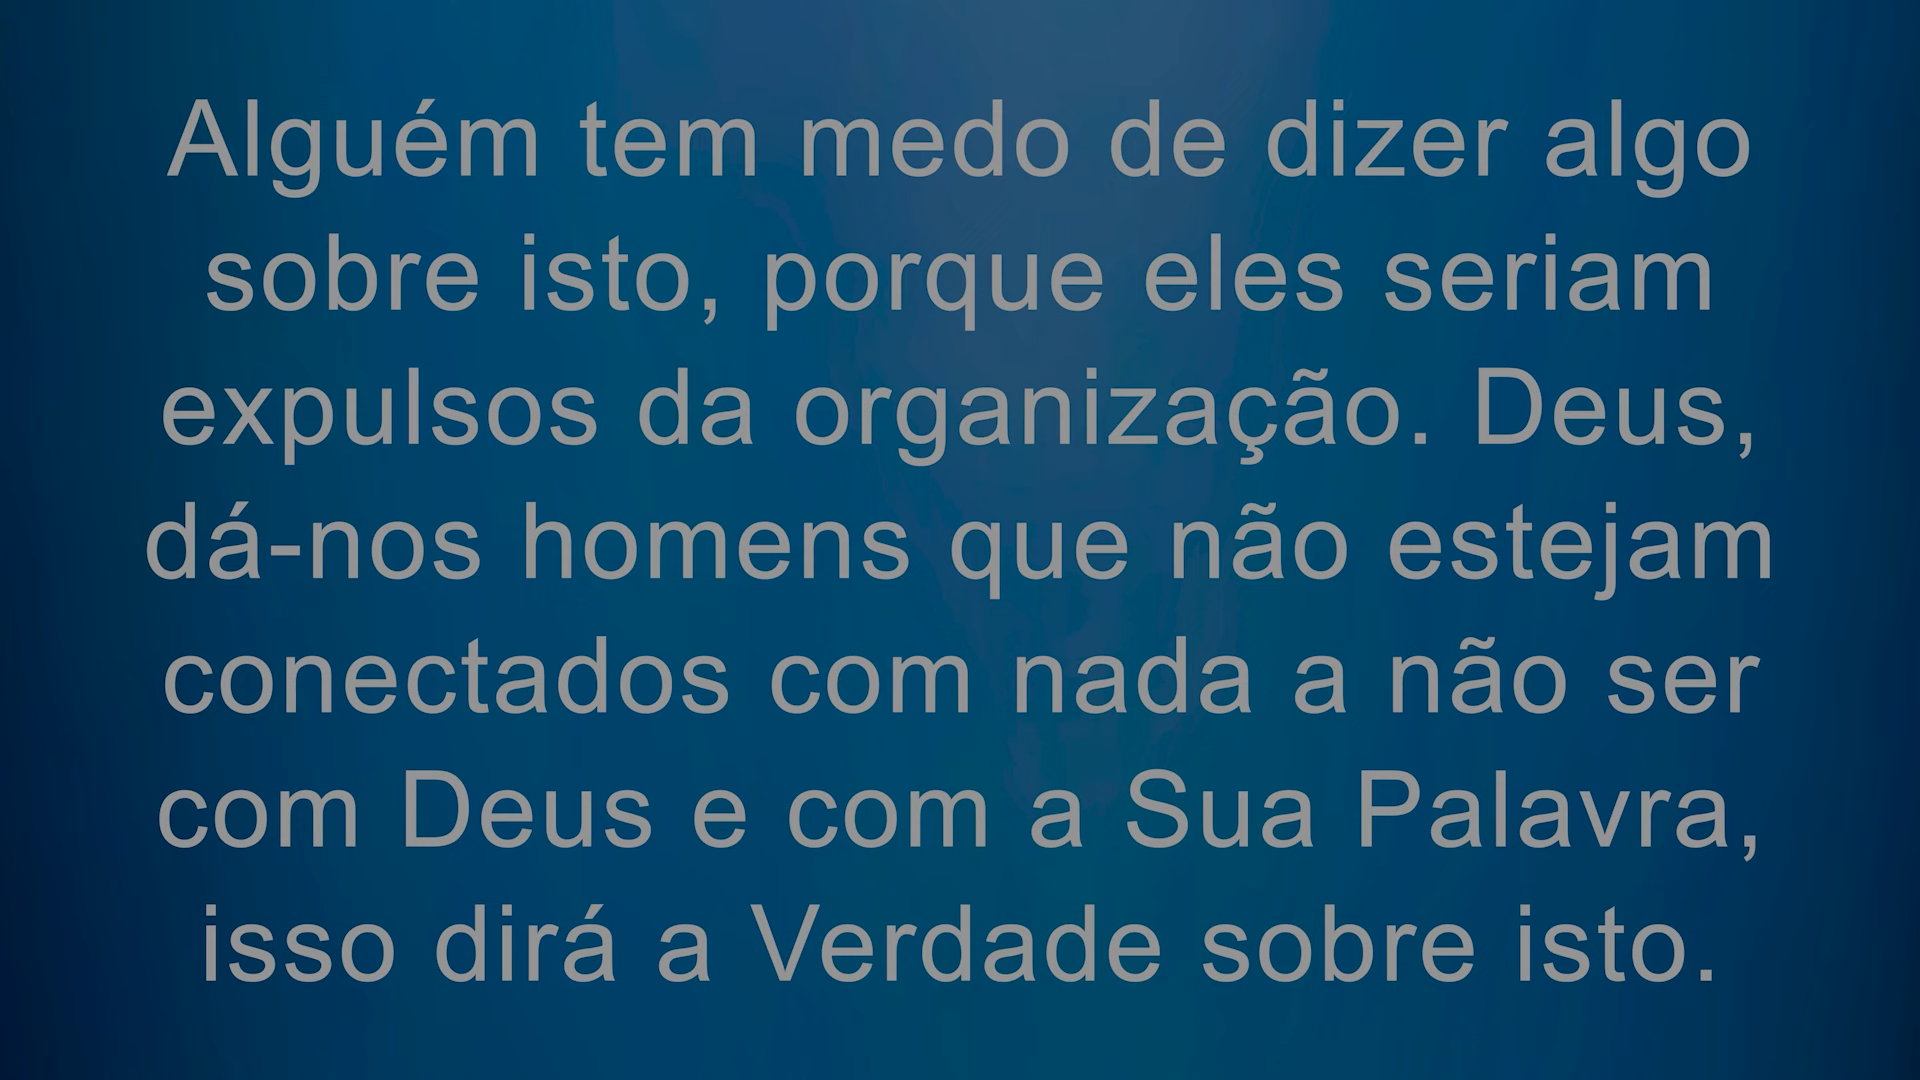 Alguém tem medo de dizer algo
sobre isto, porque eles seriam
expulsos da organização. Deus,
dá-nos homens que não estejam
conectados com nada a não ser
com Deus e com a Sua Palavra,
isso dirá a Verdade sobre isto.